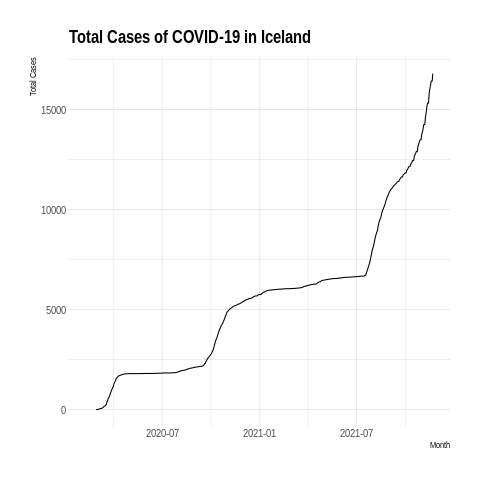 Total Cases of COVID-19 in Iceland
Total Cases
15000
10000
5000
0
2020-07
2021-01
2021-07
Month